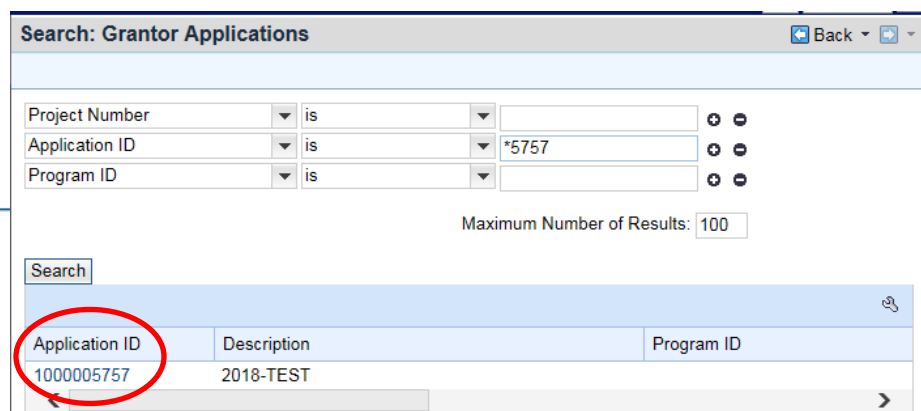 Search: Grantor Applications Back
Project Number is
Application ID is *5757
Program ID is
Maximum Number of Results: 100
Search
Application ID Description Program ID
1000005757 2018-TEST